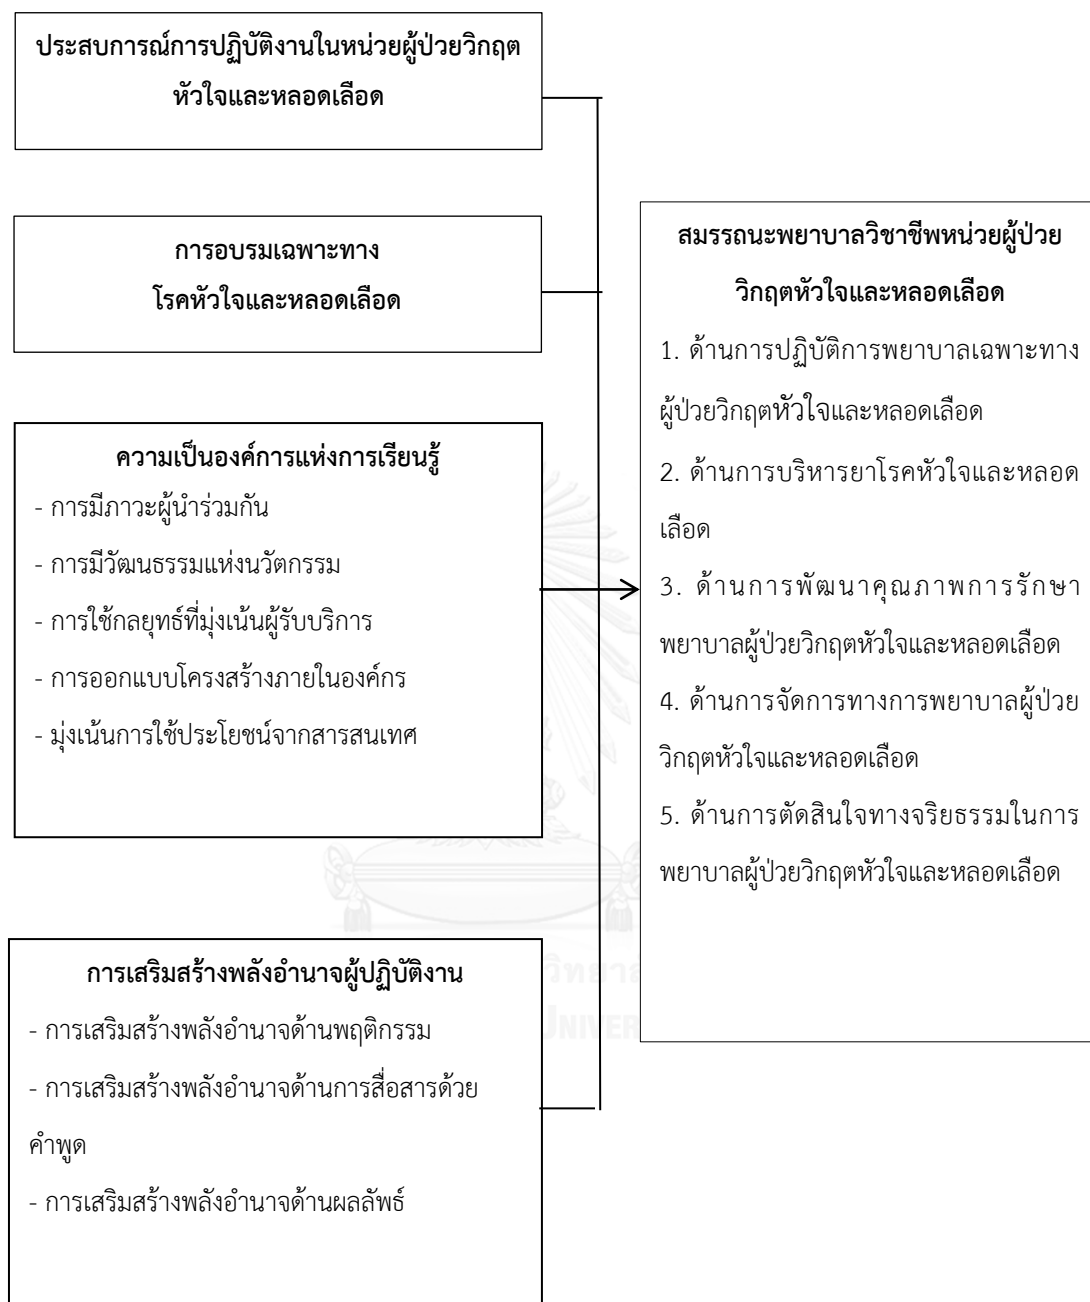 ประสบการณ์การปฏิบัติงานในหน่วยผู้ป่วยวิกฤต
หัวใจและหลอดเลือด
การอบรมเฉพาะทาง
โรคหัวใจและหลอดเลือด
ความเป็นองค์การแห่งการเรียนรู้
- การมีภาวะผู้นำร่วมกัน
- การมีวัฒนธรรมแห่งนวัตกรรม
- การใช้กลยุทธ์ที่มุ่งเน้นผู้รับบริการ
- การออกแบบโครงสร้างภายในองค์กร
- มุ่งเน้นการใช้ประโยชน์จากสารสนเทศ
การเสริมสร้างพลังอำนาจผู้ปฏิบัติงาน
- การเสริมสร้างพลังอำนาจด้านพฤติกรรม
- การเสริมสร้างพลังอำนาจด้านการสื่อสารด้วย
คำพูด
- การเสริมสร้างพลังอำนาจด้านผลลัพธ์
สมรรถนะพยาบาลวิชาชีพหน่วยผู้ป่วย
วิกฤตหัวใจและหลอดเลือด
1. ด้านการปฏิบัติการพยาบาลเฉพาะทาง
ผู้ป่วยวิกฤตหัวใจและหลอดเลือด
2. ด้านการบริหารยาโรคหัวใจและหลอด
เลือด
3. ด้านการพัฒนาคุณภาพการรักษา
พยาบาลผู้ป่วยวิกฤตหัวใจและหลอดเลือด
4. ด้านการจัดการทางการพยาบาลผู้ป่วย
วิกฤตหัวใจและหลอดเลือด
5. ด้านการตัดสินใจทางจริยธรรมในการ
พยาบาลผู้ป่วยวิกฤตหัวใจและหลอดเลือด